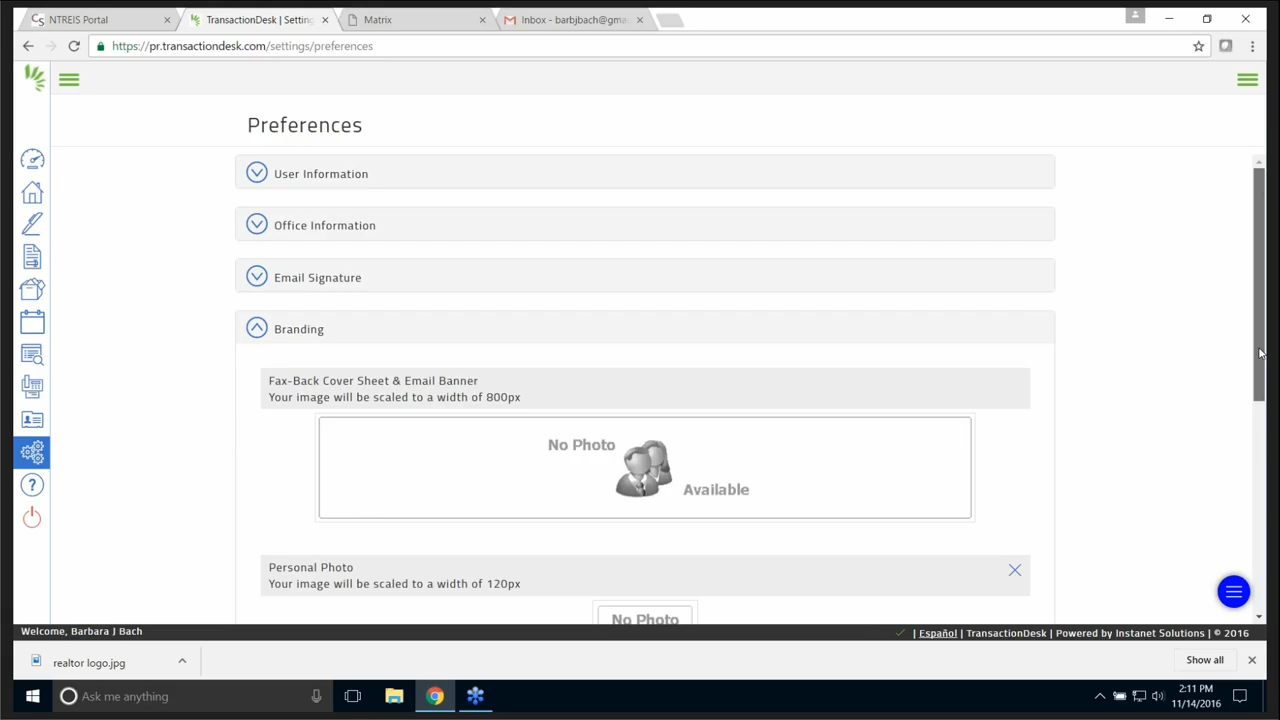 NTREIS Portal
TransactionDesk | Setting
Matrix
Inbox - barbjbach@gma
https://pr.transactiondesk.com/settings/preferences
Preferences
User Information
Office Information
Email Signature
Branding
Fax-Back Cover Sheet & Email Banner
Your image will be scaled to a width of 800px
No Photo
Available
Personal Photo
Your image will be scaled to a width of 120px
No Photo
Welcome, Barbara J Bach
| Español | TransactionDesk | Powered by Instanet Solutions | © 2016
realtor logo.jpg
Show all
Ask me anything
2:11 PM
11/14/2016